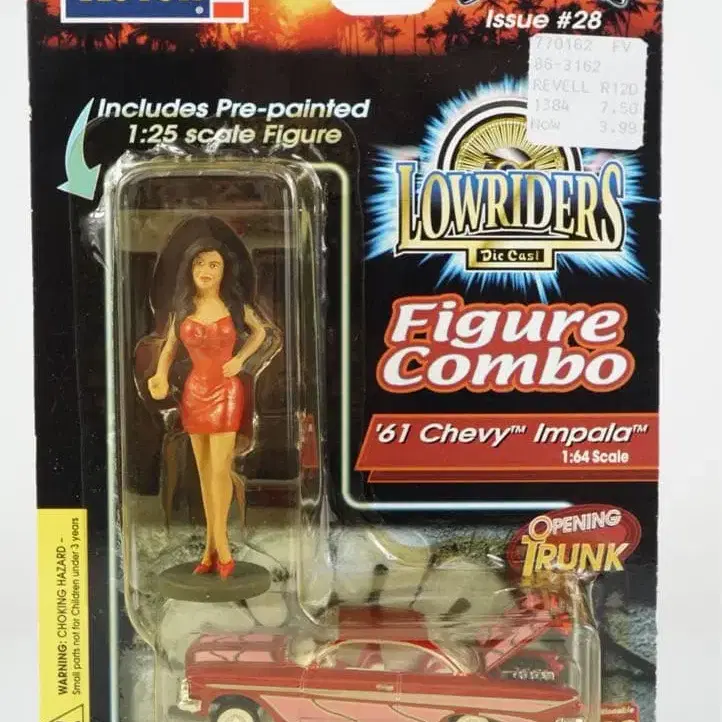 Issue #28
770162 FV
86-3162
REVELL R12D
1384 7.50
Now 3.99
Includes Pre-painted
1:25 scale Figure
LOWRIDERS
Die Cast
Figure
Combo
'61 Chevy™ Impala™
1:64 Scale
OPENING
TRUNK
WARNING: CHOKING HAZARD –
Small parts not for Children under 3 years